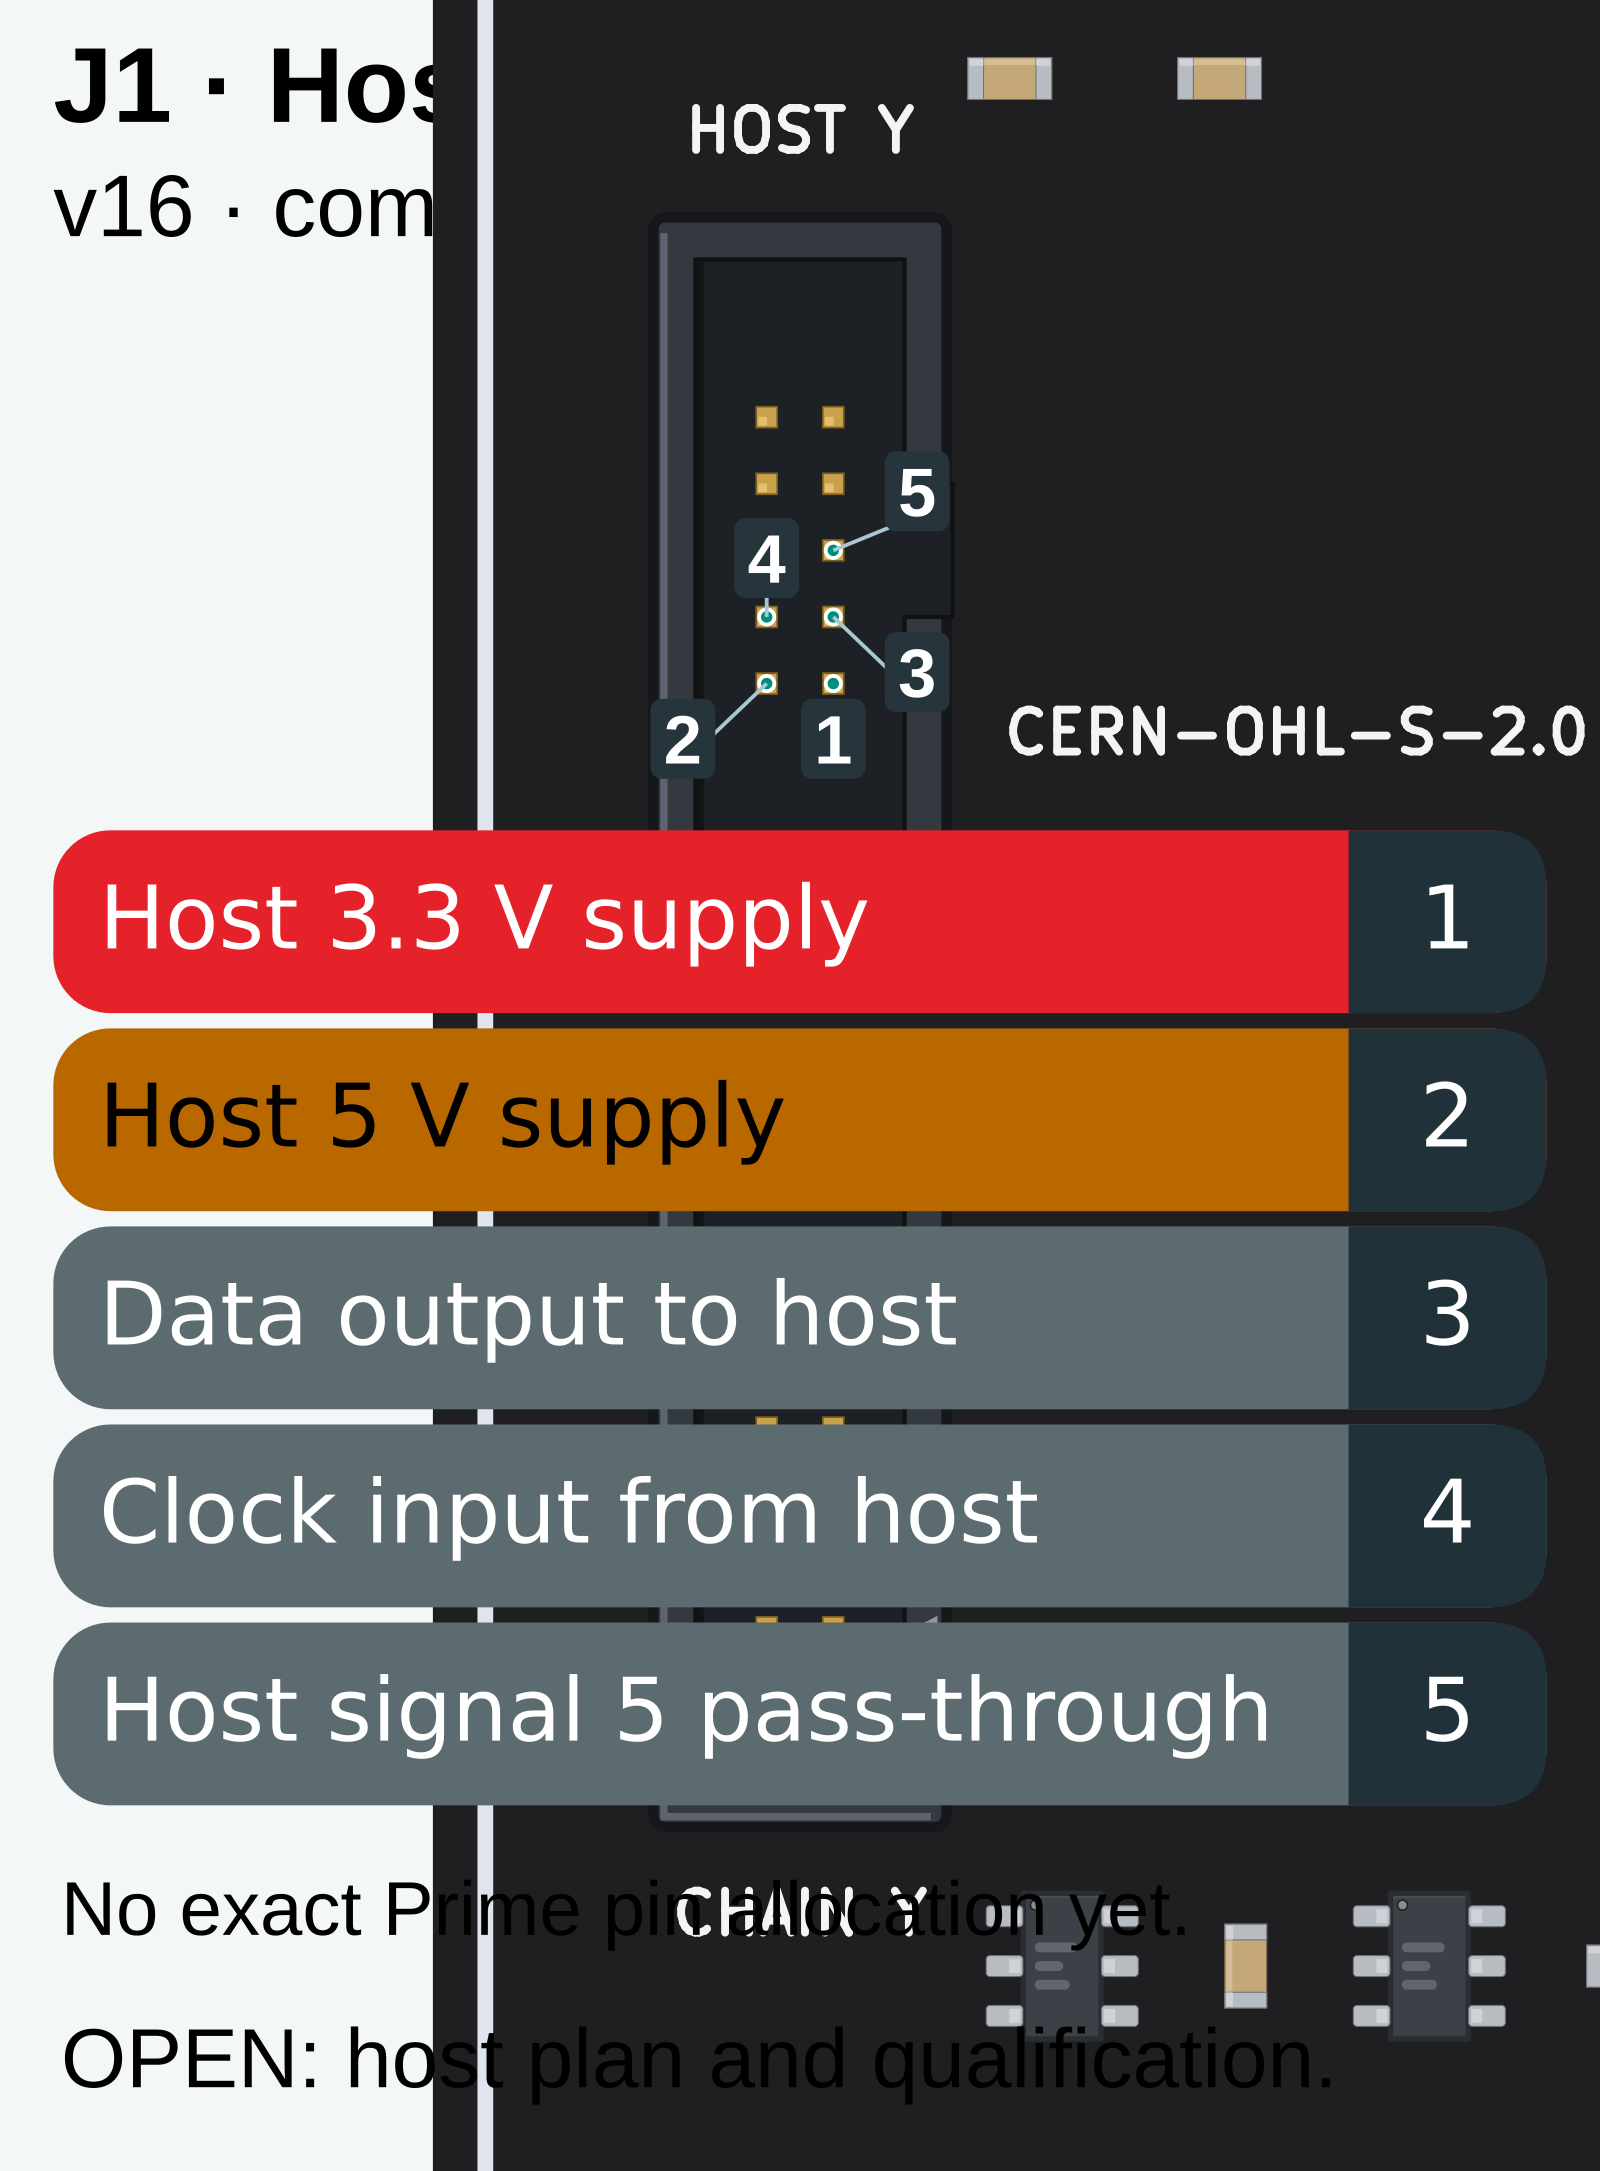 J1 · Hos
v16 · com
HOST Y
5
4
3
2 1
CERN-OHL-S-2.0
Host 3.3 V supply 1
Host 5 V supply 2
Data output to host 3
Clock input from host 4
Host signal 5 pass-through 5
No exact Prime pin allocation yet.
CHAIN Y
OPEN: host plan and qualification.